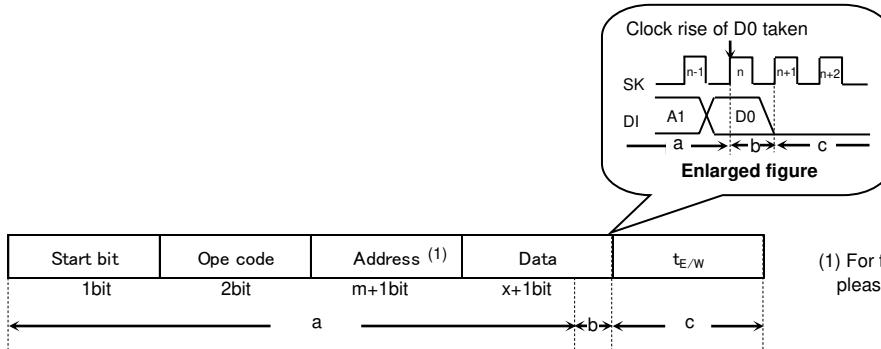 Clock rise of D0 taken
SK
n-1
n
n+1
n+2
DI
A1
D0
a
b
c
Enlarged figure
Start bit
Ope code
Address (1)
Data
tE/W
1bit
2bit
m+1bit
x+1bit
a
b
c
(1) For t
pleas